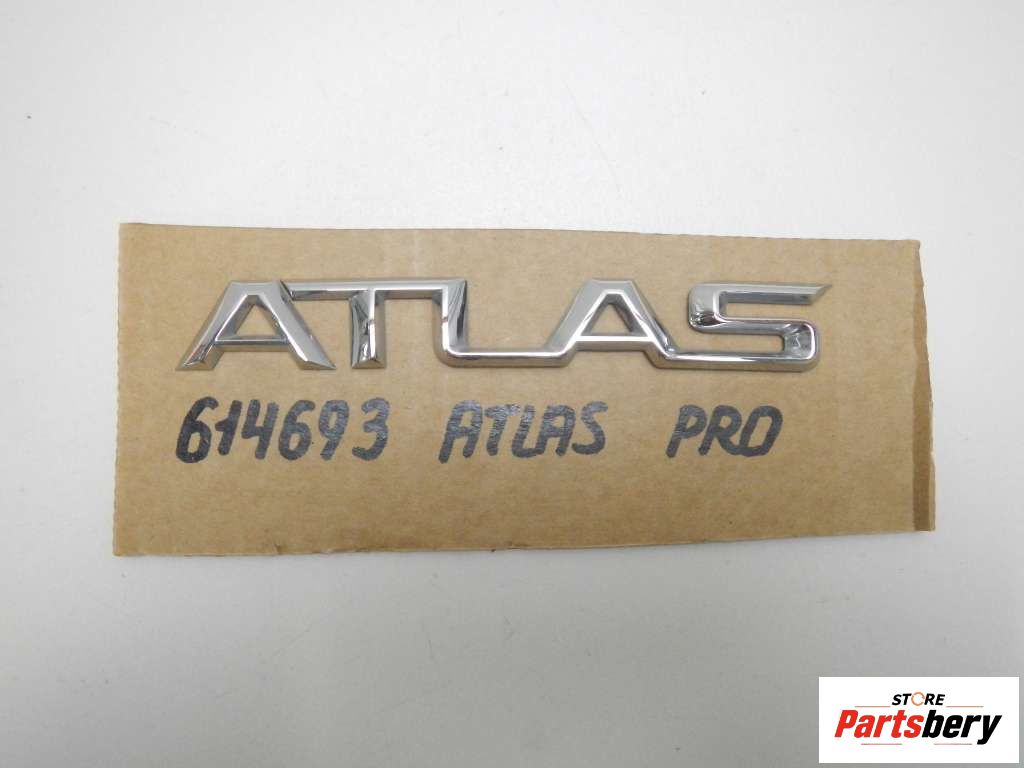 ATLAS
614693 ATLAS PRO
STORE
Partsbery